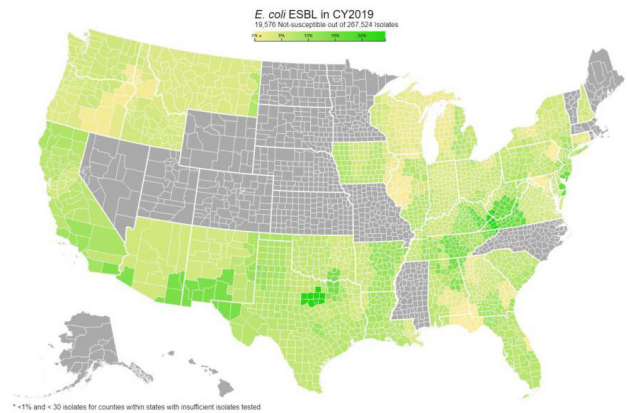 E. coli ESBL in CY2019
19,576 Not-susceptible out of 267,524 Isolates
5%
10%
15%
20%
* <1% and < 30 isolates for counties within states with insufficient isolates tested